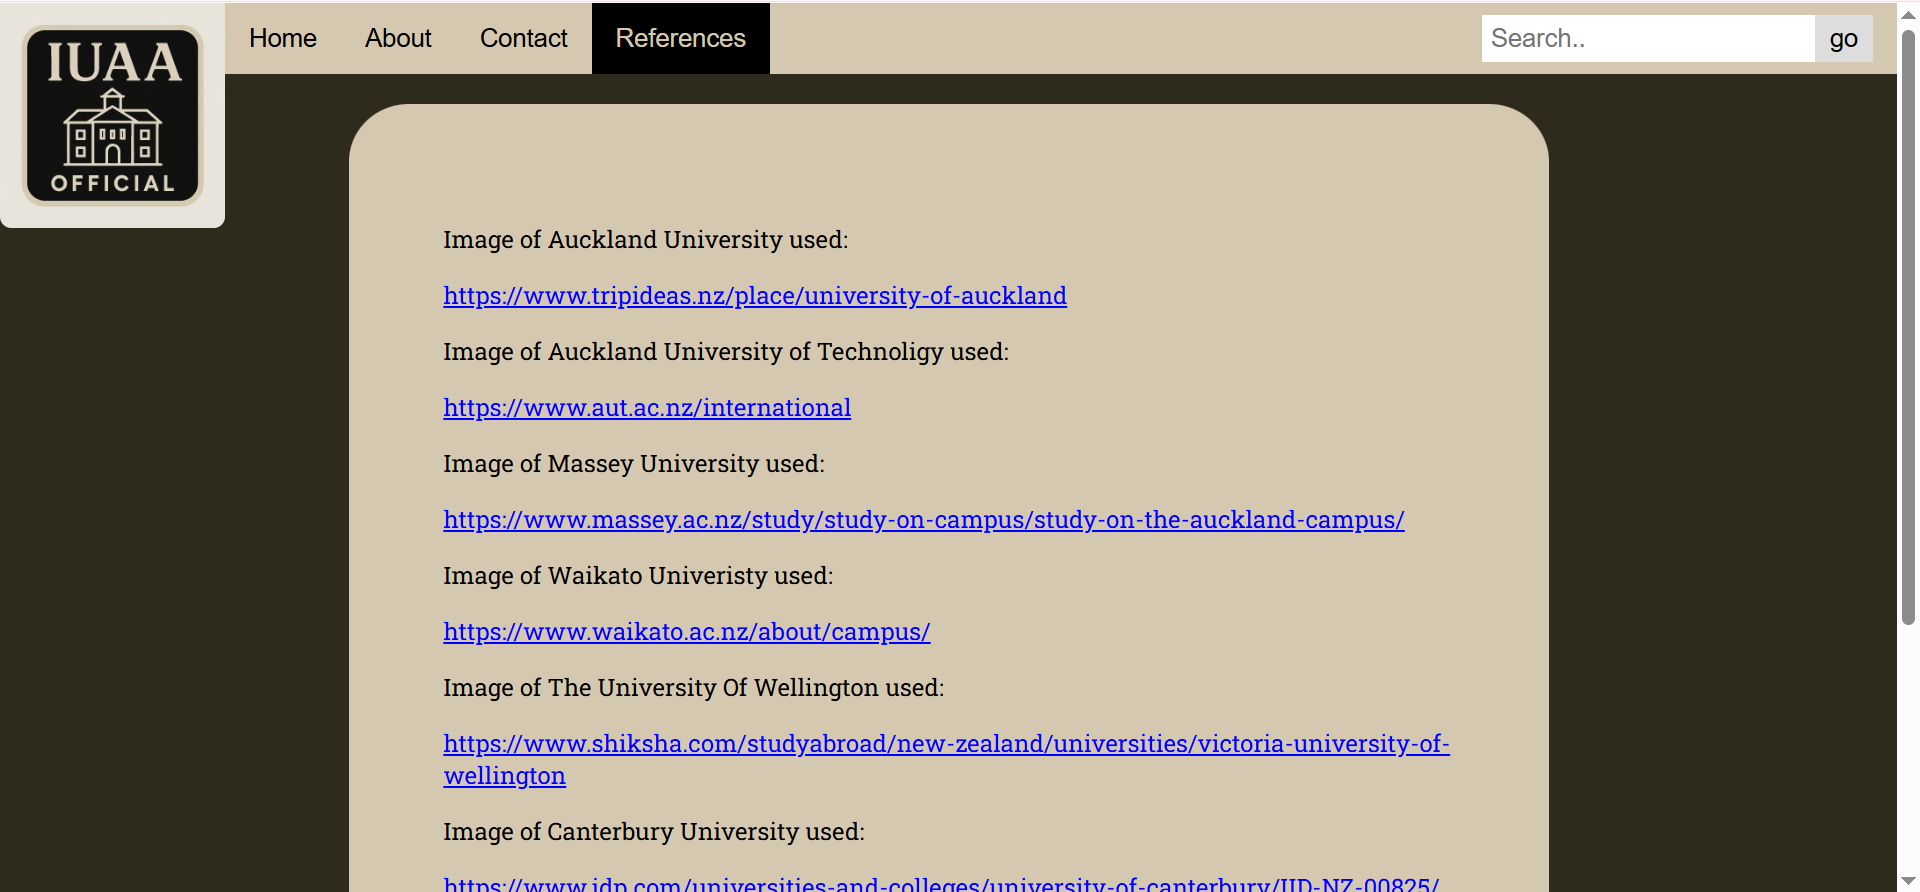 IUAA
OFFICIAL
Home About Contact References Search.. go
Image of Auckland University used:
https://www.tripideas.nz/place/university-of-auckland
Image of Auckland University of Technoligy used:
https://www.aut.ac.nz/international
Image of Massey University used:
https://www.massey.ac.nz/study/study-on-campus/study-on-the-auckland-campus/
Image of Waikato Univeristy used:
https://www.waikato.ac.nz/about/campus/
Image of The University Of Wellington used:
https://www.shiksha.com/studyabroad/new-zealand/universities/victoria-university-of-
wellington
Image of Canterbury University used:
https://www.idp.com/universities-and-colleges/university-of-canterbury/IID-NZ-00825/